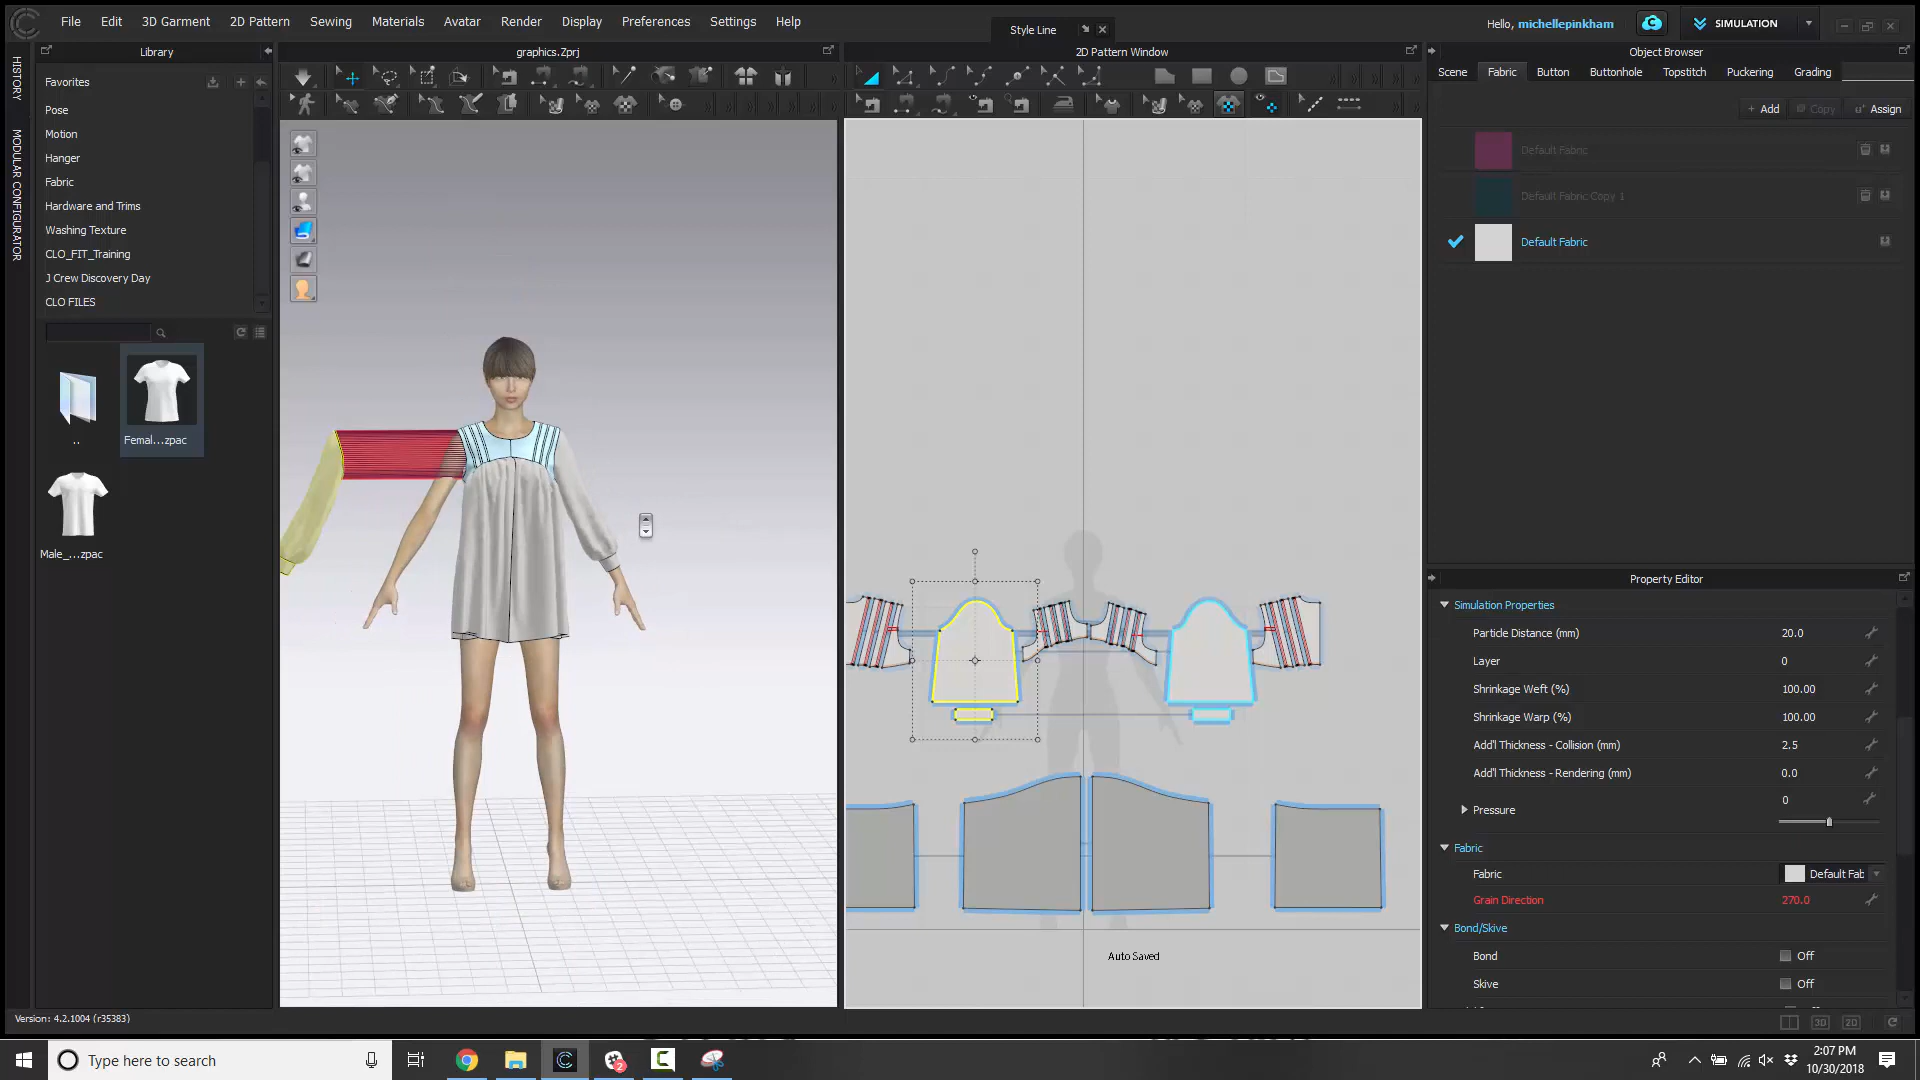 File Edit 3D Garment 2D Pattern Sewing Materials Avatar Render Display Preferences Settings Help
Style Line
Hello, michellepinkham
SIMULATION
HISTORY
MODULAR CONFIGURATOR
Library
graphics.Zprj
2D Pattern Window
Object Browser
Favorites
Pose
Motion
Hanger
Fabric
Hardware and Trims
Washing Texture
CLO_FIT_Training
J Crew Discovery Day
CLO FILES
..
Femal...zpac
Male_...zpac
Version: 4.2.1004 (r35383)
Auto Saved
Scene Fabric Button Buttonhole Topstitch Puckering Grading
+ Add Copy Assign
Default Fabric
Default Fabric Copy 1
Default Fabric
Property Editor
Simulation Properties
Particle Distance (mm) 20.0
Layer 0
Shrinkage Weft (%) 100.00
Shrinkage Warp (%) 100.00
Add'l Thickness - Collision (mm) 2.5
Add'l Thickness - Rendering (mm) 0.0
Pressure 0
Fabric
Fabric Default Fab
Grain Direction 270.0
Bond/Skive
Bond Off
Skive Off
3D 2D
Type here to search
2
2:07 PM
10/30/2018